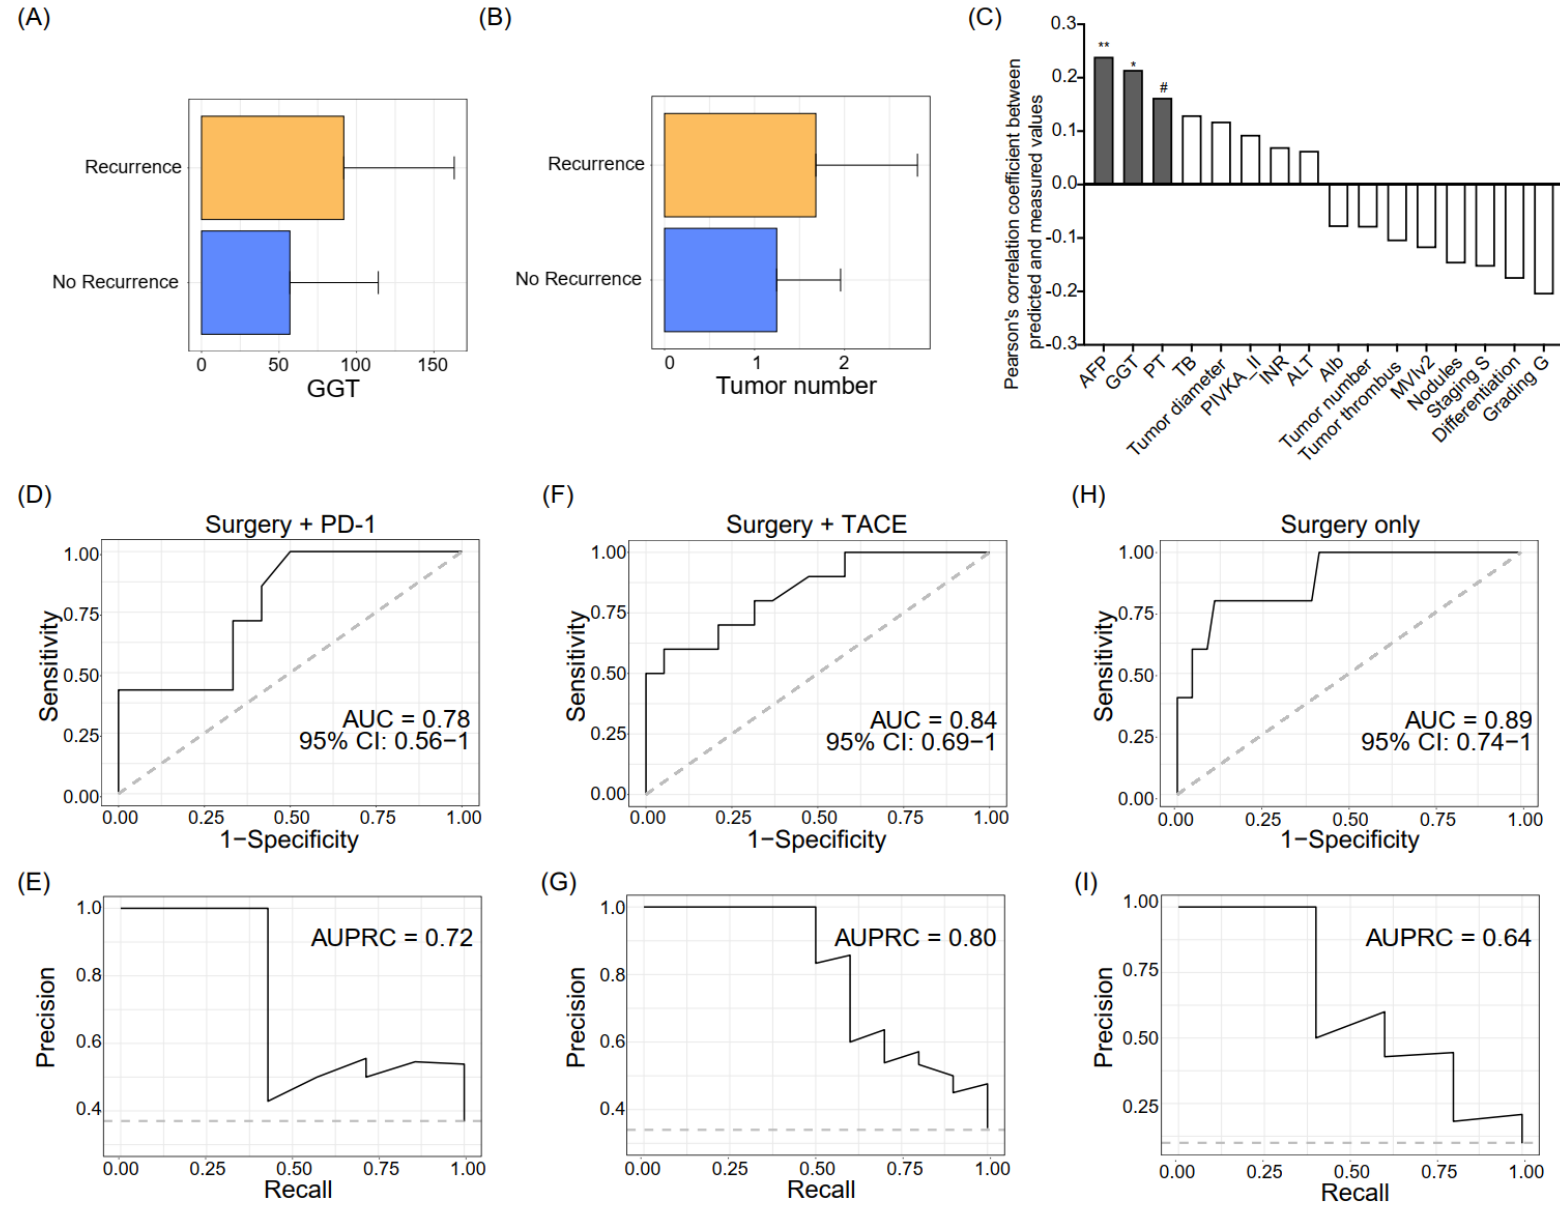 (A)
Recurrence
No Recurrence
0 50 100 150
GGT
(B)
Recurrence
No Recurrence
0 1 2
Tumor number
(C)
Pearson's correlation coefficient between
predicted and measured values
0.3
0.2
0.1
0.0
-0.1
-0.2
-0.3
**
*
#
AFP
GGT
PT
TB
Tumor diameter
PIVKA_II
INR
ALT
Alb
Tumor number
Tumor thrombus
MVIv2
Nodules
Staging S
Differentiation
Grading G
(D)
Surgery + PD-1
Sensitivity
1.00
0.75
0.50
0.25
0.00
AUC = 0.78
95% CI: 0.56−1
0.00 0.25 0.50 0.75 1.00
1−Specificity
(F)
Surgery + TACE
Sensitivity
1.00
0.75
0.50
0.25
0.00
AUC = 0.84
95% CI: 0.69−1
0.00 0.25 0.50 0.75 1.00
1−Specificity
(H)
Surgery only
Sensitivity
1.00
0.75
0.50
0.25
0.00
AUC = 0.89
95% CI: 0.74−1
0.00 0.25 0.50 0.75 1.00
1−Specificity
(E)
Precision
1.0
0.8
0.6
0.4
AUPRC = 0.72
0.00 0.25 0.50 0.75 1.00
Recall
(G)
Precision
1.0
0.8
0.6
0.4
AUPRC = 0.80
0.00 0.25 0.50 0.75 1.00
Recall
(I)
Precision
1.00
0.75
0.50
0.25
AUPRC = 0.64
0.00 0.25 0.50 0.75 1.00
Recall